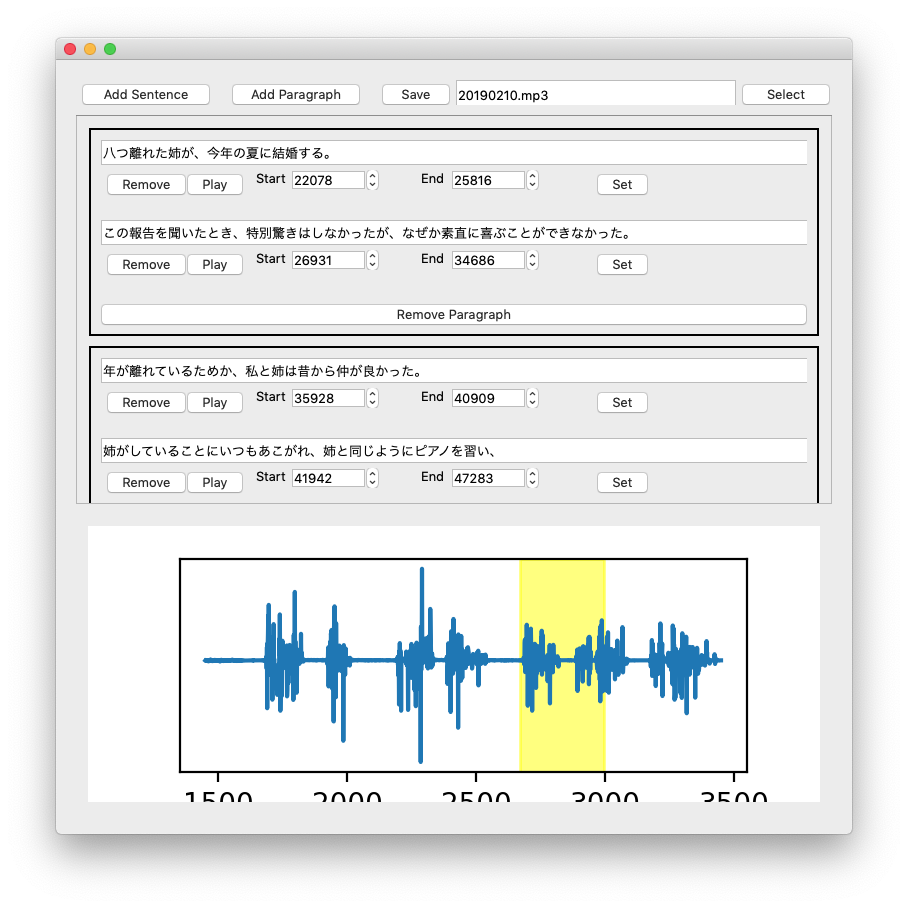 Add Sentence Add Paragraph Save 20190210.mp3 Select
八つ離れた姉が、今年の夏に結婚する。
Remove Play Start 22078 End 25816 Set
この報告を聞いたとき、特別驚きはしなかったが、なぜか素直に喜ぶことができなかった。
Remove Play Start 26931 End 34686 Set
Remove Paragraph
年が離れているためか、私と姉は昔から仲が良かった。
Remove Play Start 35928 End 40909 Set
姉がしていることにいつもあこがれ、姉と同じようにピアノを習い、
Remove Play Start 41942 End 47283 Set
1500 2000 2500 3000 3500